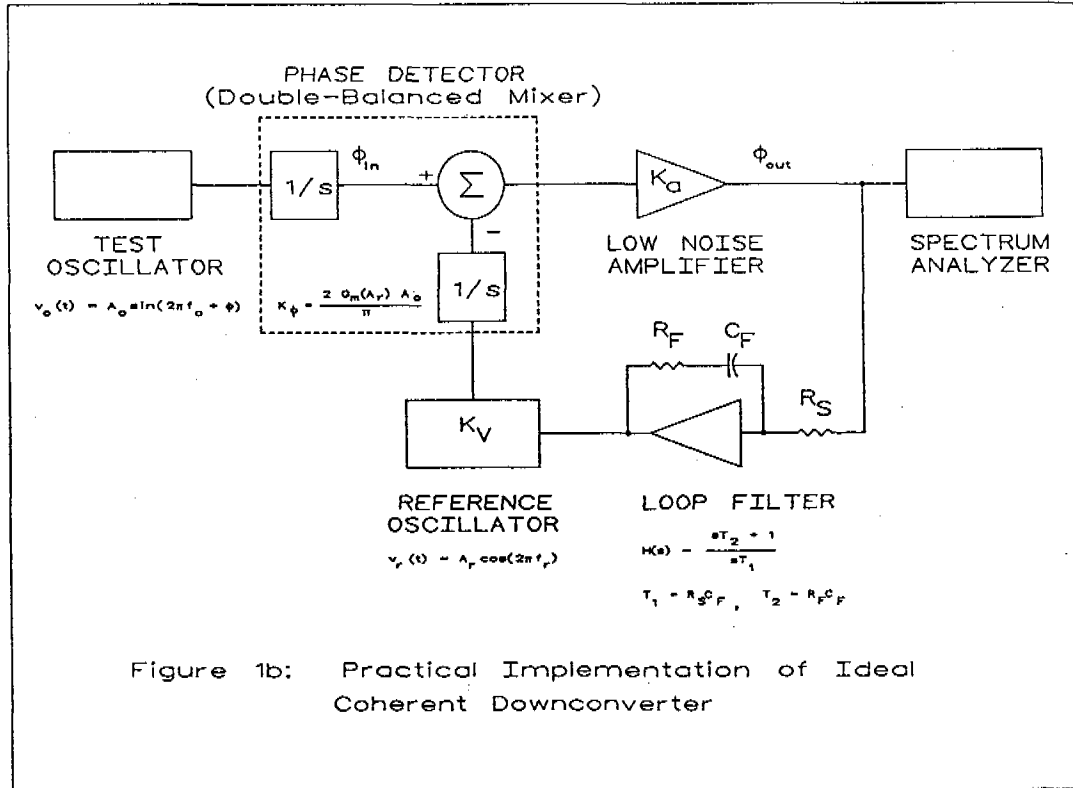 PHASE DETECTOR
(Double-Balanced Mixer)
1/s
ϕin
+
Σ
−
1/s
Ka
ϕout
TEST
OSCILLATOR
vo(t) = Ao sin(2πfo + ϕ)
Kϕ = 2 Gm(Ar) Ao / π
LOW NOISE
AMPLIFIER
SPECTRUM
ANALYZER
RF
CF
RS
KV
REFERENCE
OSCILLATOR
vr(t) = Ar cos(2πfr)
LOOP FILTER
H(s) = sT2 + 1 / sT1
T1 = RSCF, T2 = RFCF
Figure 1b: Practical Implementation of Ideal
Coherent Downconverter